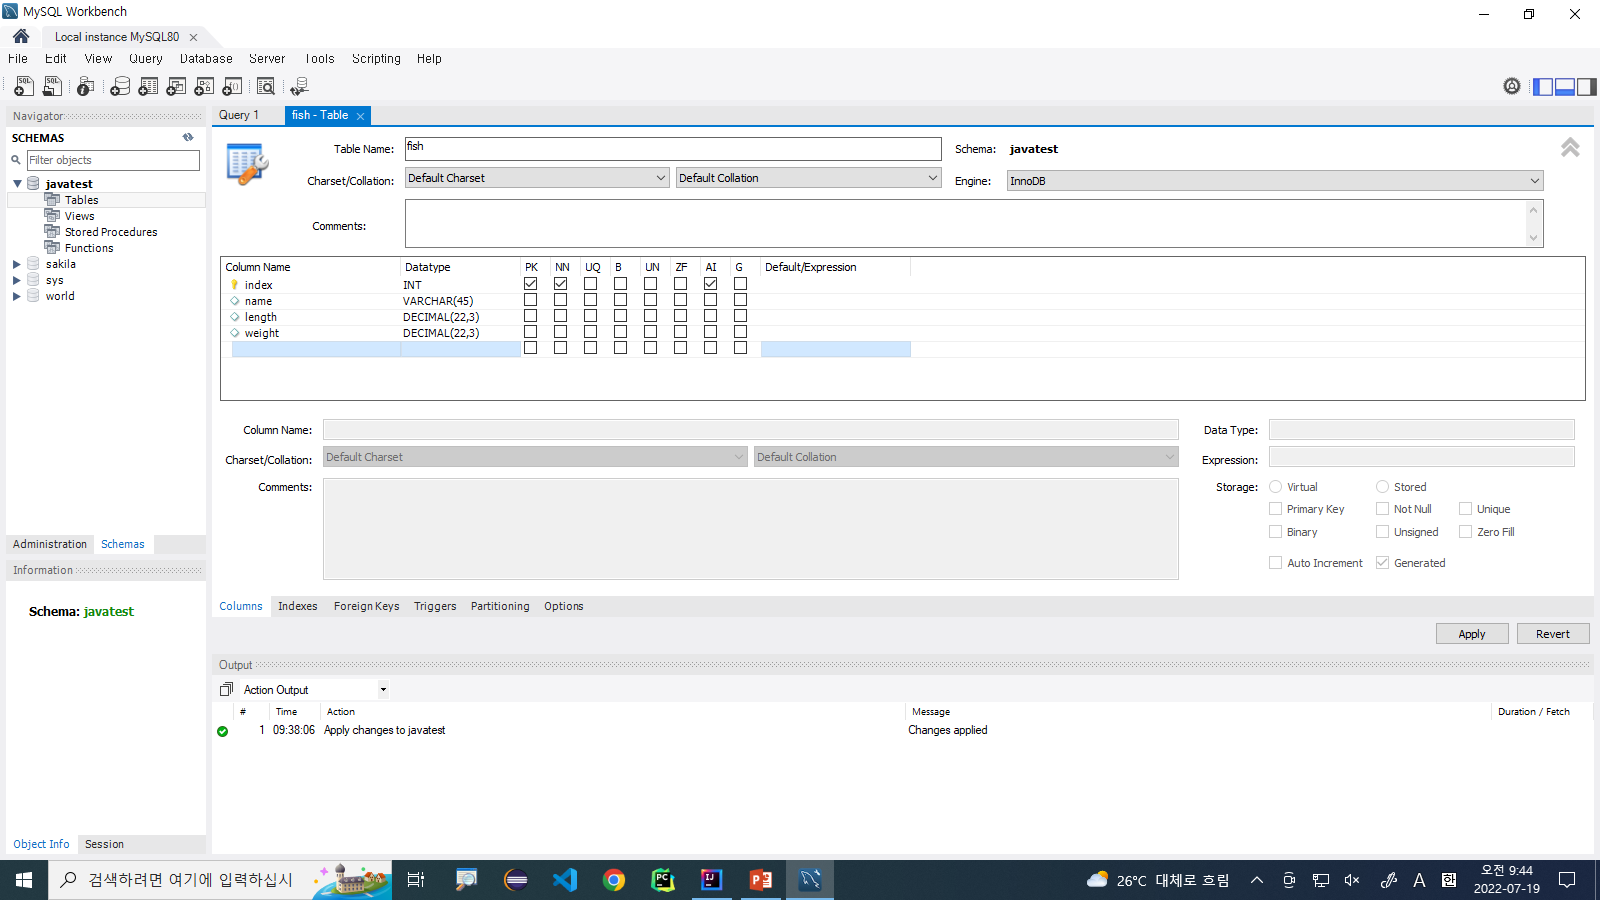 MySQL Workbench
Local instance MySQL80
File Edit View Query Database Server Tools Scripting Help
Navigator
SCHEMAS
Filter objects
javatest
Tables
Views
Stored Procedures
Functions
sakila
sys
world
Administration Schemas
Information
Schema: javatest
Object Info Session
Query 1 fish - Table
Table Name: fish Schema: javatest
Charset/Collation: Default Charset Default Collation Engine: InnoDB
Comments:
Column Name Datatype PK NN UQ B UN ZF AI G Default/Expression
index INT
name VARCHAR(45)
length DECIMAL(22,3)
weight DECIMAL(22,3)
Column Name: Data Type:
Charset/Collation: Default Charset Default Collation Expression:
Comments: Storage: Virtual Stored
Primary Key Not Null Unique
Binary Unsigned Zero Fill
Auto Increment Generated
Columns Indexes Foreign Keys Triggers Partitioning Options
Apply Revert
Output
Action Output
# Time Action Message Duration / Fetch
1 09:38:06 Apply changes to javatest Changes applied
검색하려면 여기에 입력하십시
26°C 대체로 흐림
A 한
오전 9:44
2022-07-19